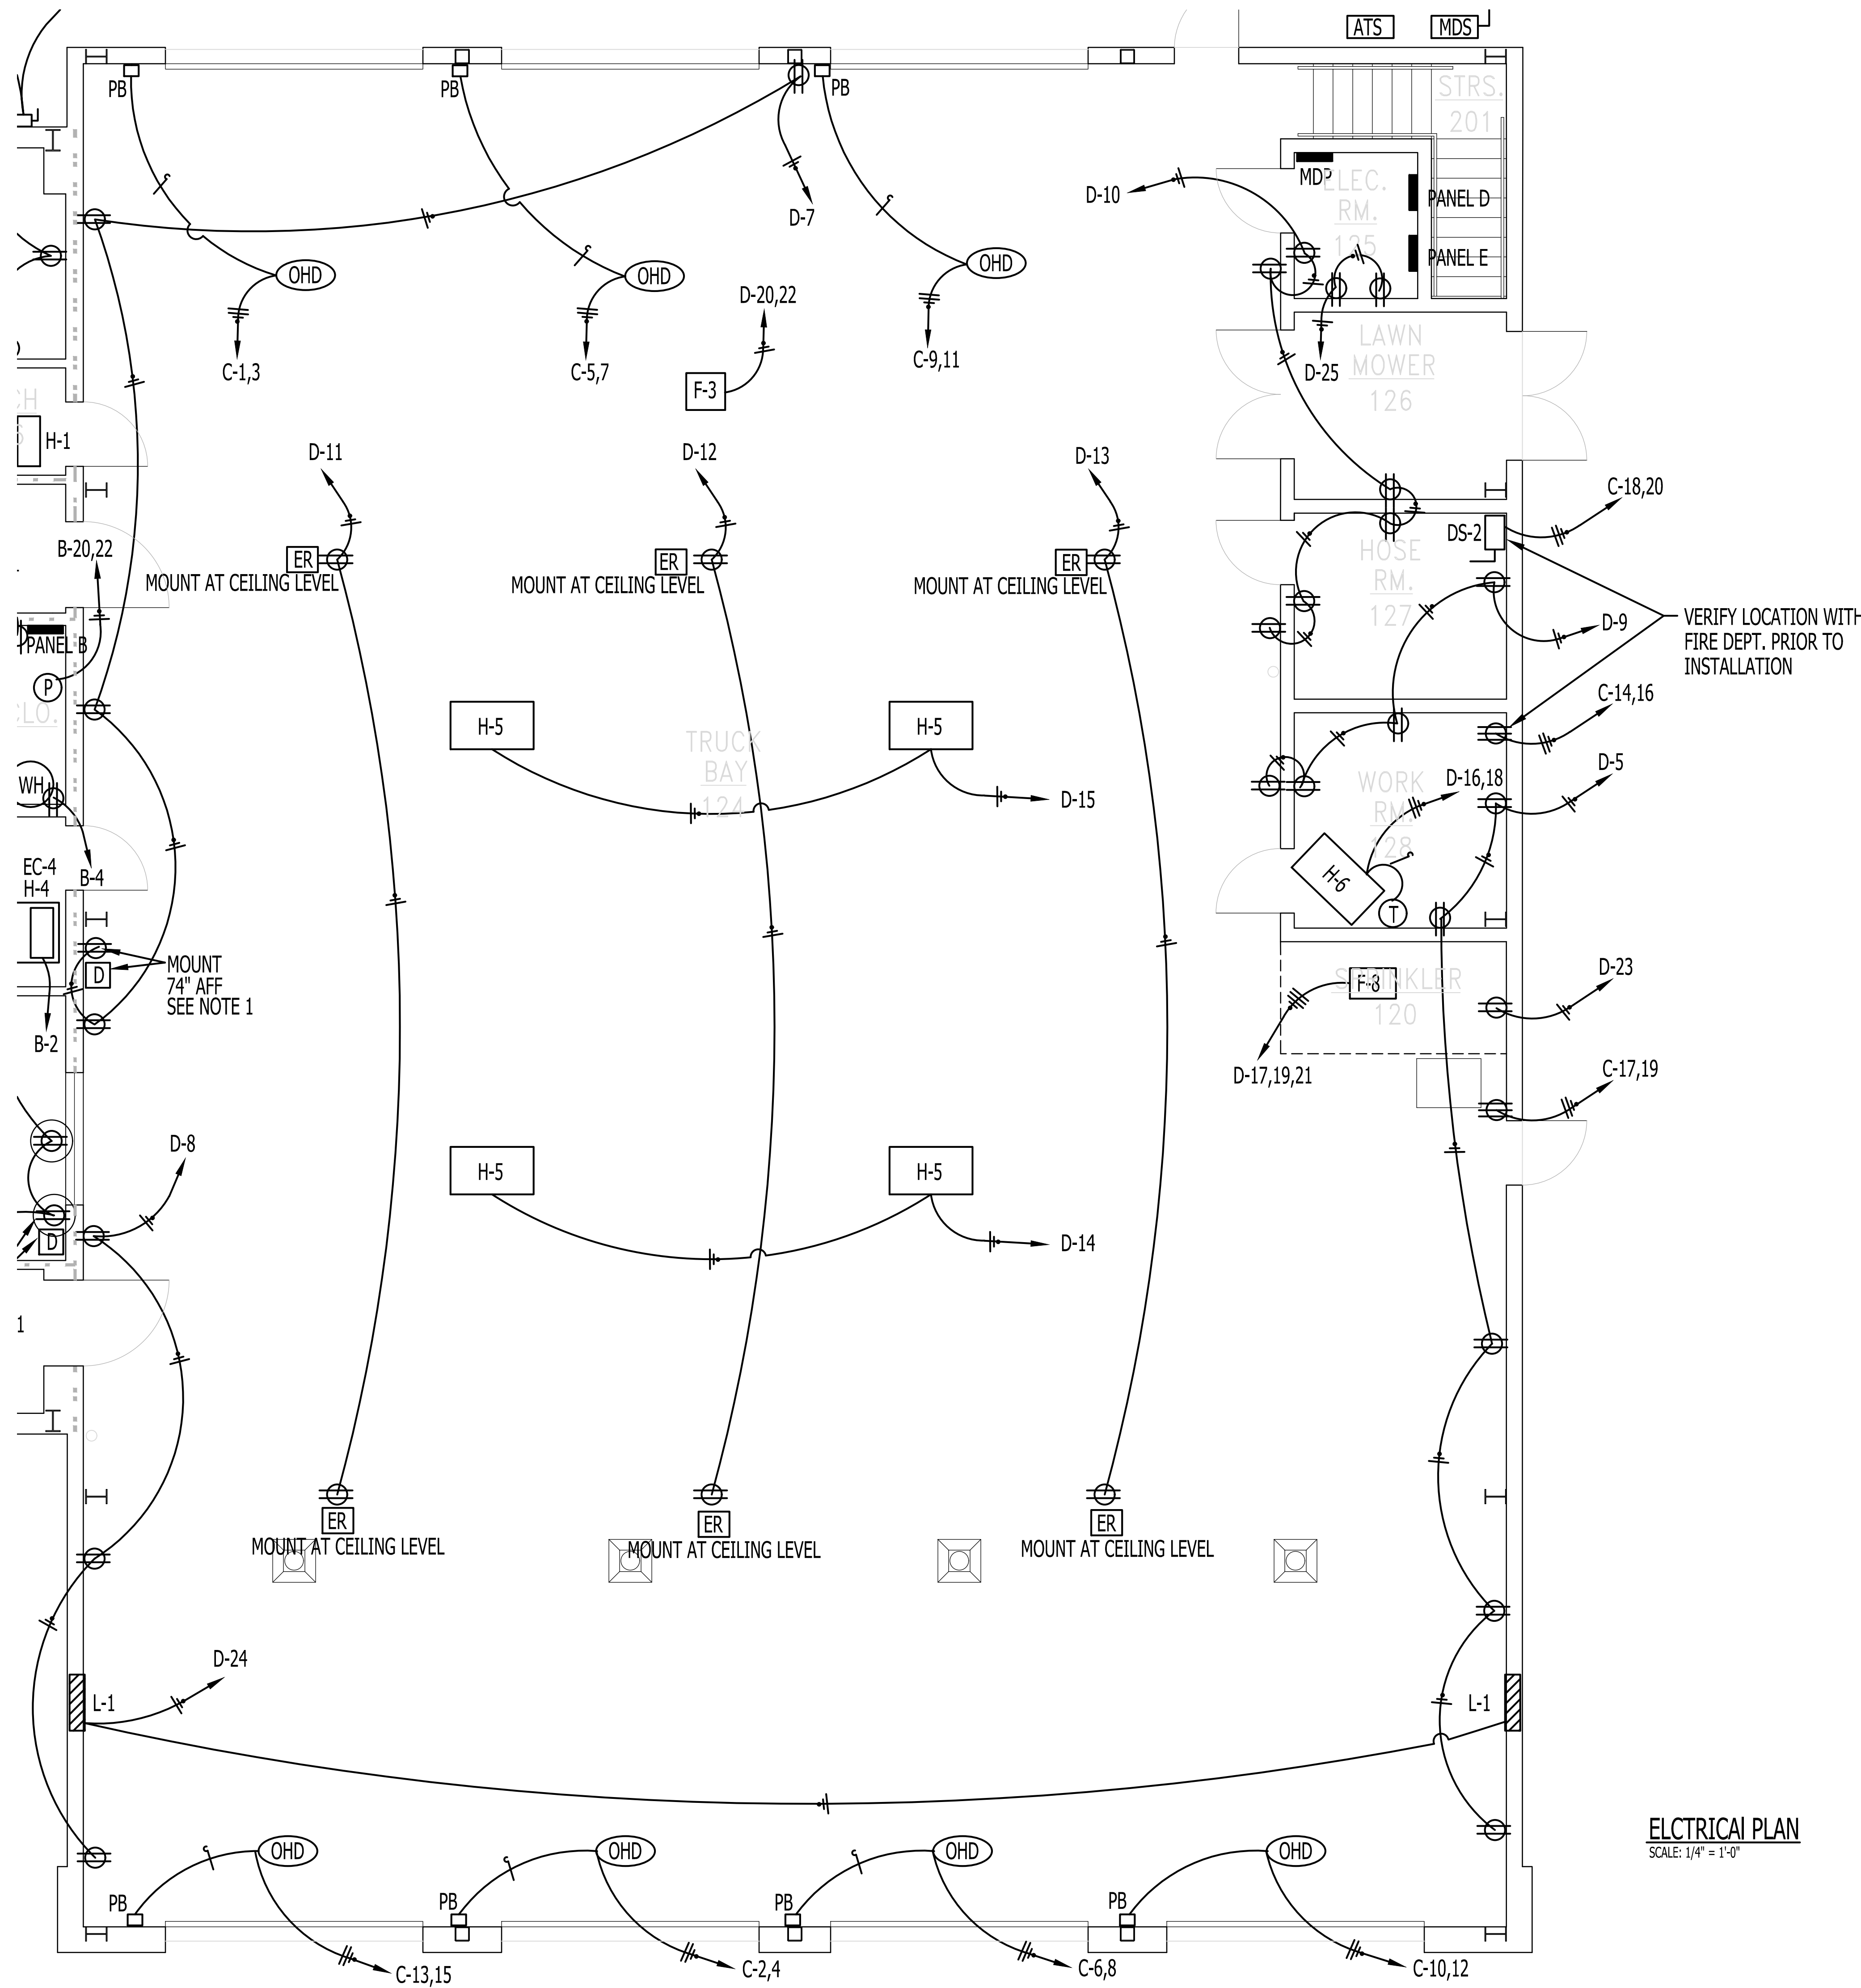 ATS
MDS
PB
PB
PB
STRS.
201
MDP
ELEC.
RM.
125
PANEL D
PANEL E
D-10
D-7
OHD
OHD
OHD
D-20,22
C-1,3
C-5,7
C-9,11
F-3
D-25
LAWN
MOWER
126
H-1
D-11
D-12
D-13
C-18,20
DS-2
B-20,22
ER
ER
ER
MOUNT AT CEILING LEVEL
MOUNT AT CEILING LEVEL
MOUNT AT CEILING LEVEL
HOSE
RM.
127
D-9
VERIFY LOCATION WITH
FIRE DEPT. PRIOR TO
INSTALLATION
PANEL B
P
CLO.
C-14,16
H-5
H-5
TRUCK
BAY
124
D-15
WORK
RM.
128
D-16,18
D-5
WH
B-4
EC-4
H-4
H-6
T
D
MOUNT
74" AFF
SEE NOTE 1
SPRINKLER
120
F-8
D-23
B-2
D-17,19,21
C-17,19
D-8
H-5
H-5
D
D-14
1
ER
ER
ER
MOUNT AT CEILING LEVEL
MOUNT AT CEILING LEVEL
MOUNT AT CEILING LEVEL
D-24
L-1
L-1
ELCTRICAl PLAN
SCALE: 1/4" = 1'-0"
OHD
OHD
OHD
OHD
PB
PB
PB
PB
C-13,15
C-2,4
C-6,8
C-10,12